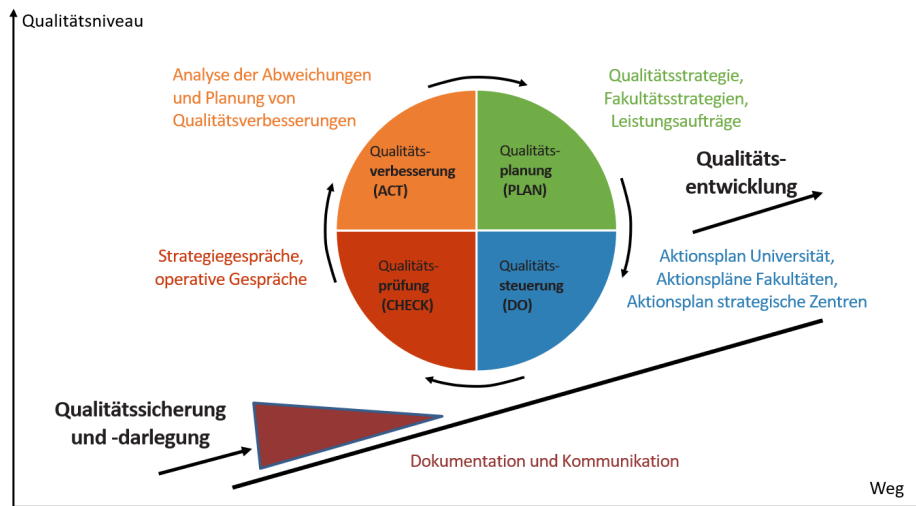 Qualitätsniveau
Analyse der Abweichungen
und Planung von
Qualitätsverbesserungen
Qualitätsstrategie,
Fakultätsstrategien,
Leistungsaufträge
Qualitäts-
verbesserung
(ACT)
Qualitäts-
planung
(PLAN)
Qualitäts-
entwicklung
Strategiegespräche,
operative Gespräche
Qualitäts-
prüfung
(CHECK)
Qualitäts-
steuerung
(DO)
Aktionsplan Universität,
Aktionspläne Fakultäten,
Aktionsplan strategische Zentren
Qualitätssicherung
und -darlegung
Dokumentation und Kommunikation
Weg